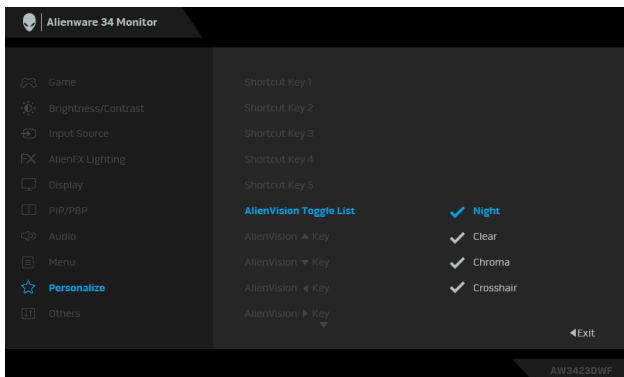 Alienware 34 Monitor
Game
Shortcut Key 1
Brightness/Contrast
Shortcut Key 2
Input Source
Shortcut Key 3
FX AlienFX Lighting
Shortcut Key 4
Display
Shortcut Key 5
PIP/PBP
AlienVision Toggle List
Night
Audio
AlienVision ▲ Key
Clear
Menu
AlienVision ▼ Key
Chroma
Personalize
AlienVision ◀ Key
Crosshair
Others
AlienVision ▶ Key
◀Exit
AW3423DWF